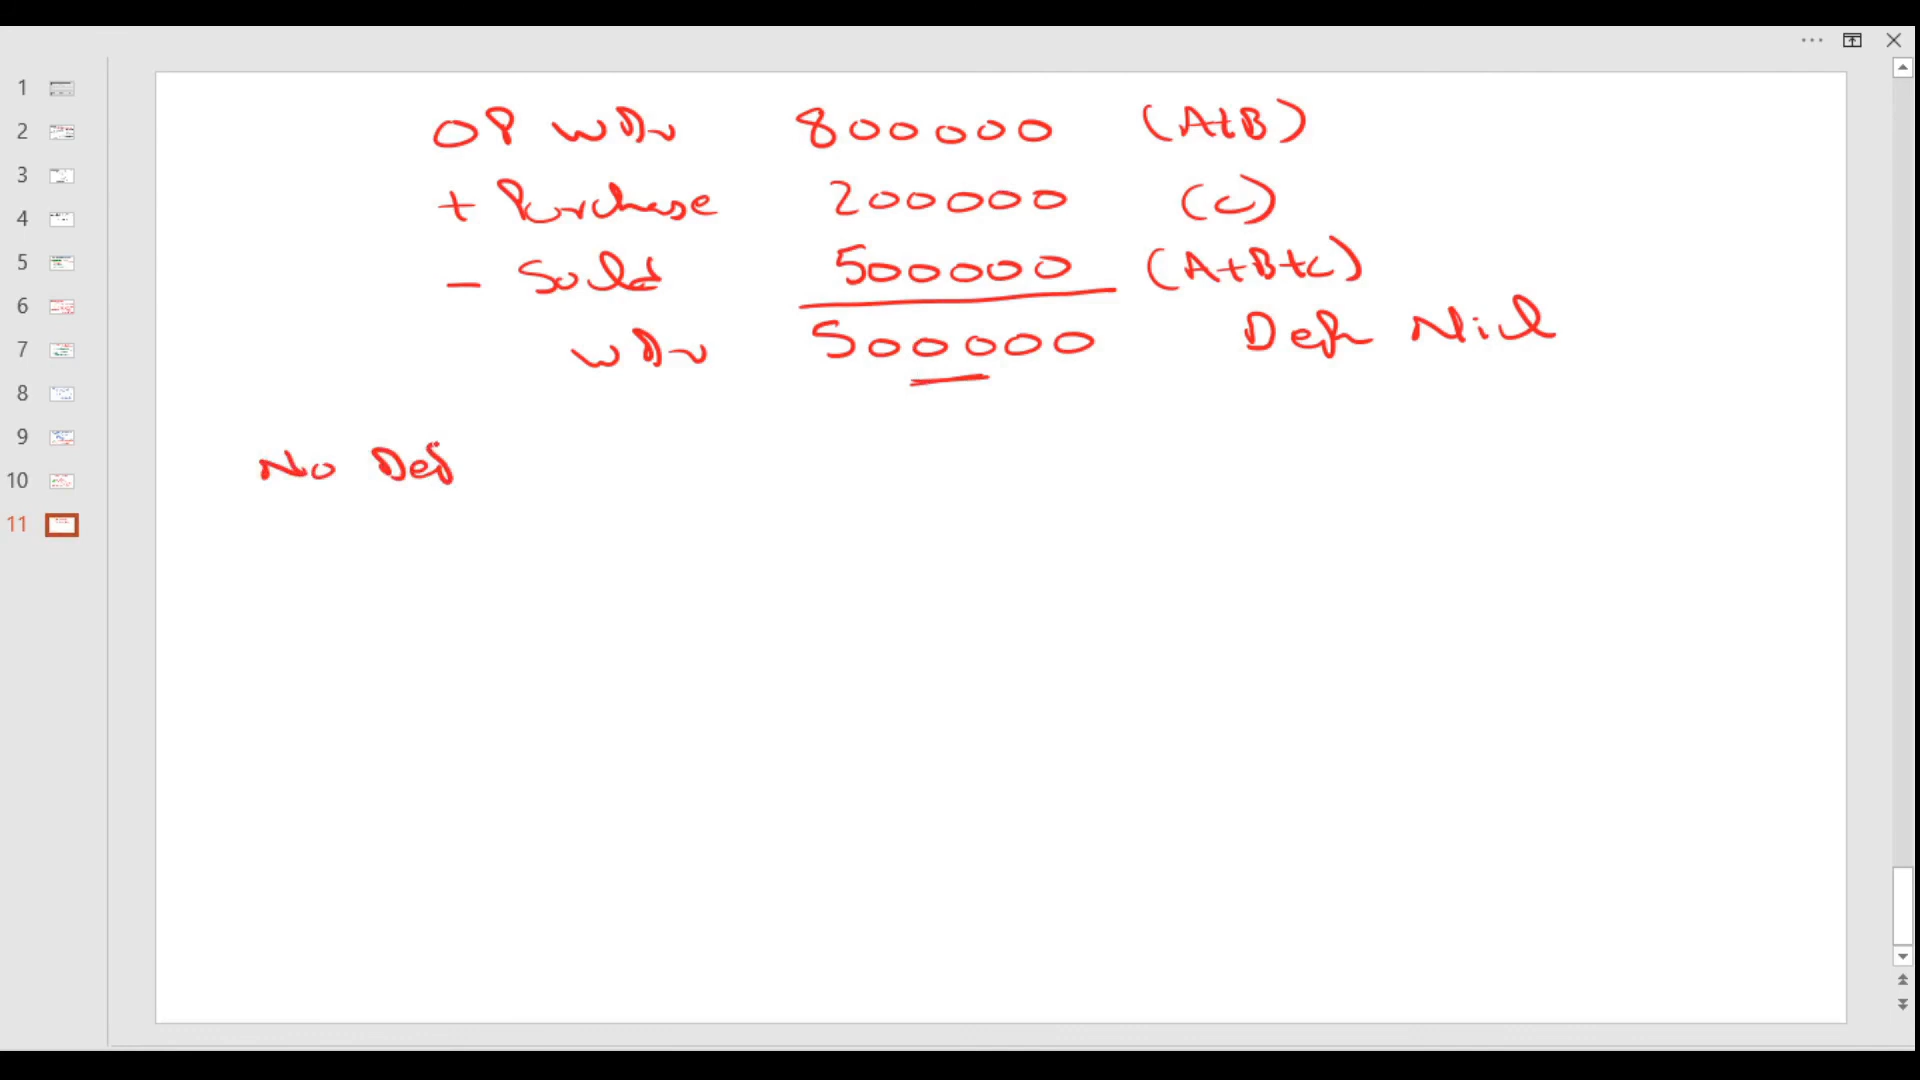 1
2
3
4
5
6
7
8
9
10
11
OP WDV 800000 (A+B)
+ Purchase 200000 (C)
- Sold 500000 (A+B+C)
WDV 500000 Dep Nil
No Dep